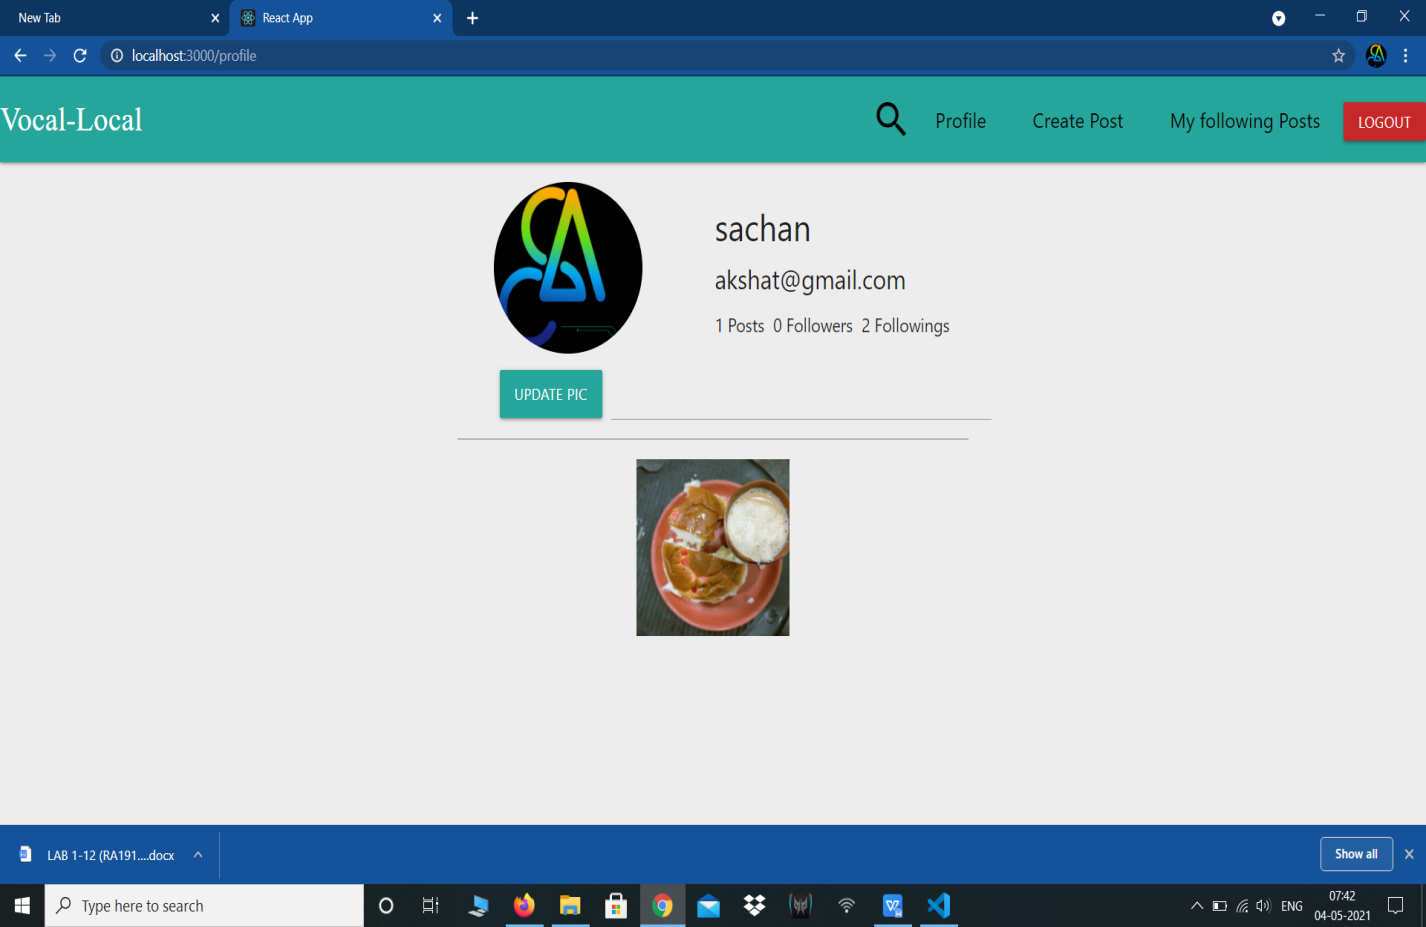 New Tab
React App
localhost:3000/profile
Vocal-Local
Profile
Create Post
My following Posts
LOGOUT
sachan
akshat@gmail.com
1 Posts 0 Followers 2 Followings
UPDATE PIC
LAB 1-12 (RA191....docx
Show all
Type here to search
ENG
07:42
04-05-2021